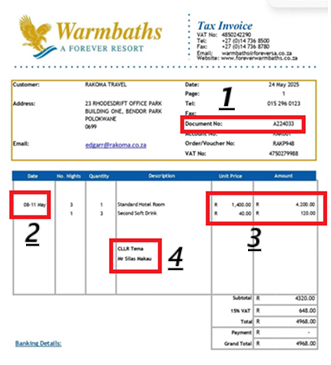 Warmbaths
A FOREVER RESORT
Tax Invoice
VAT No: 4850242290
Tel: +27 (0)14 736 8500
Fax: +27 (0)14 736 8780
Email: warmbaths@foreversa.co.za
Website: www.foreverwarmbaths.co.za
Customer: RAKOMA TRAVEL
Date: 24 May 2025
Page: 1
1
Address: 23 RHODESDRIFT OFFICE PARK
BUILDING ONE, BENDOR PARK
POLOKWANE
0699
Tel: 015 296 0123
Fax:
Document No: A224033
Account No:
Email: edgarr@rakoma.co.za
Order/Voucher No: RAKP948
VAT No: 4750279988
Date No. Nights Quantity Description Unit Price Amount
08-11 May 3 1 Standard Hotel Room R 1,400.00 R 4,200.00
1 3 Second Soft Drink R 40.00 R 120.00
2
3
4
CLLR Tema
Mr Silas Makau
Subtotal R 4320.00
15% VAT R 648.00
Total R 4968.00
Payment R -
Grand Total R 4968.00
Banking Details: